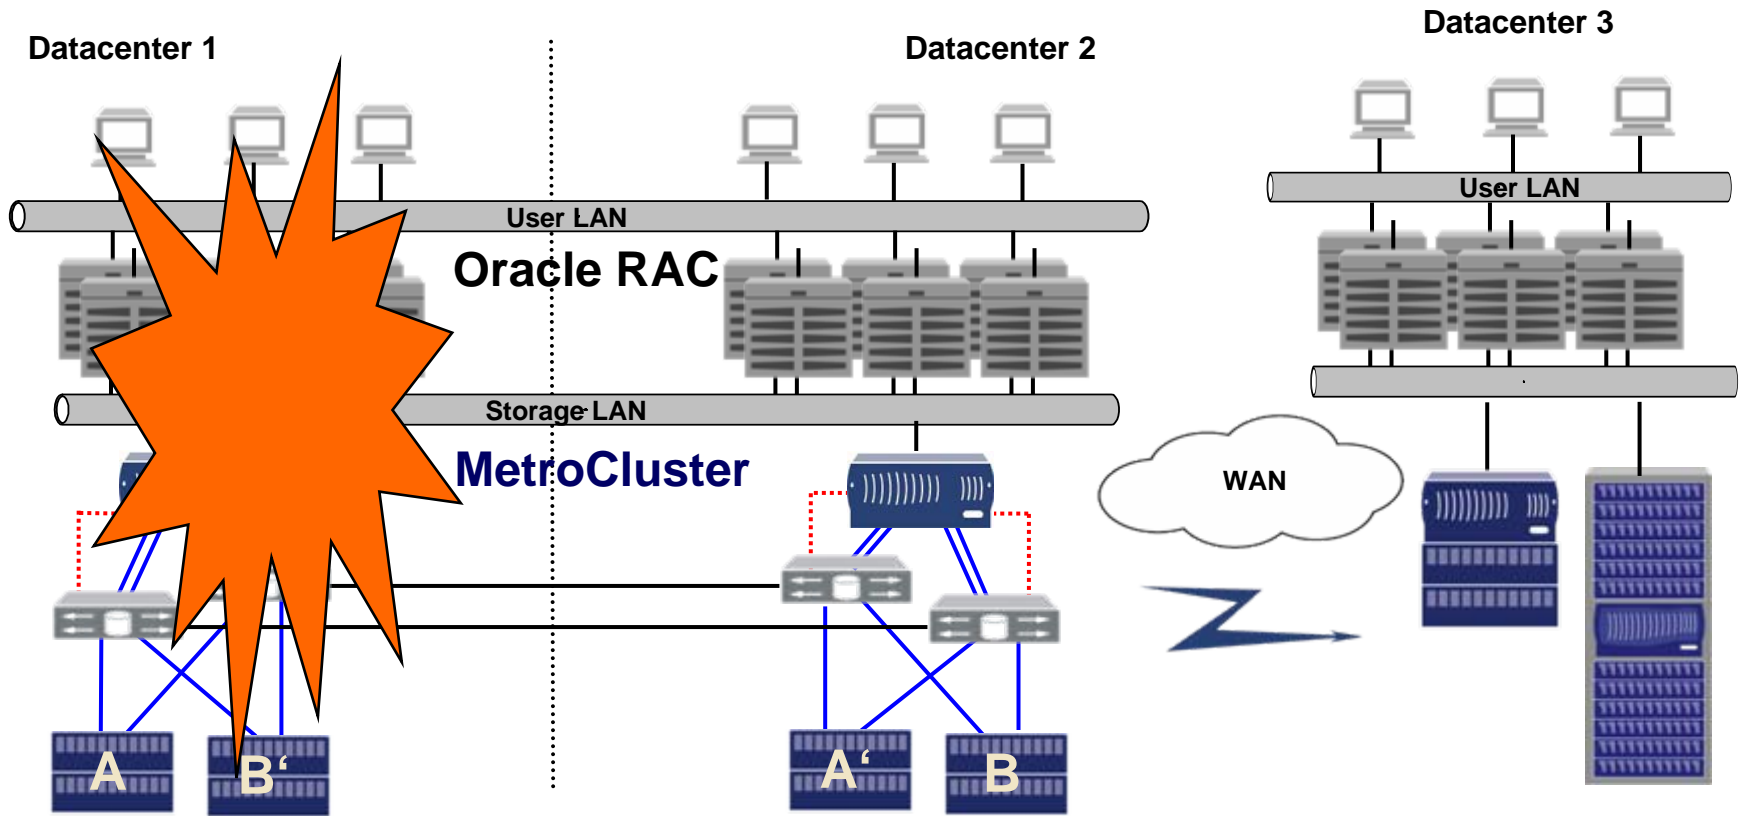 Datacenter 1
Datacenter 2
Datacenter 3
User LAN
User LAN
Oracle RAC
Storage LAN
MetroCluster
WAN
A
B‘
A‘
B